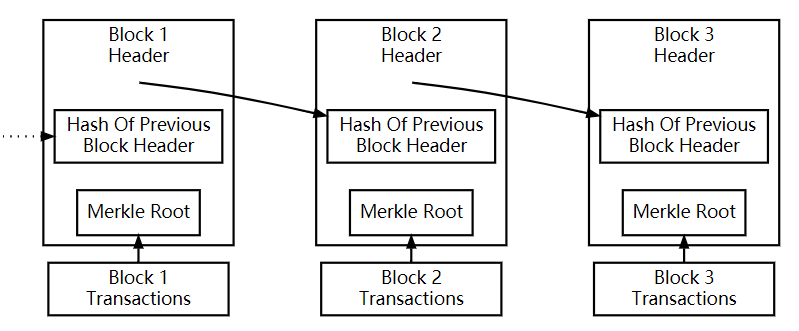 Block 1
Header
Hash Of Previous
Block Header
Merkle Root
Block 1
Transactions
Block 2
Header
Hash Of Previous
Block Header
Merkle Root
Block 2
Transactions
Block 3
Header
Hash Of Previous
Block Header
Merkle Root
Block 3
Transactions